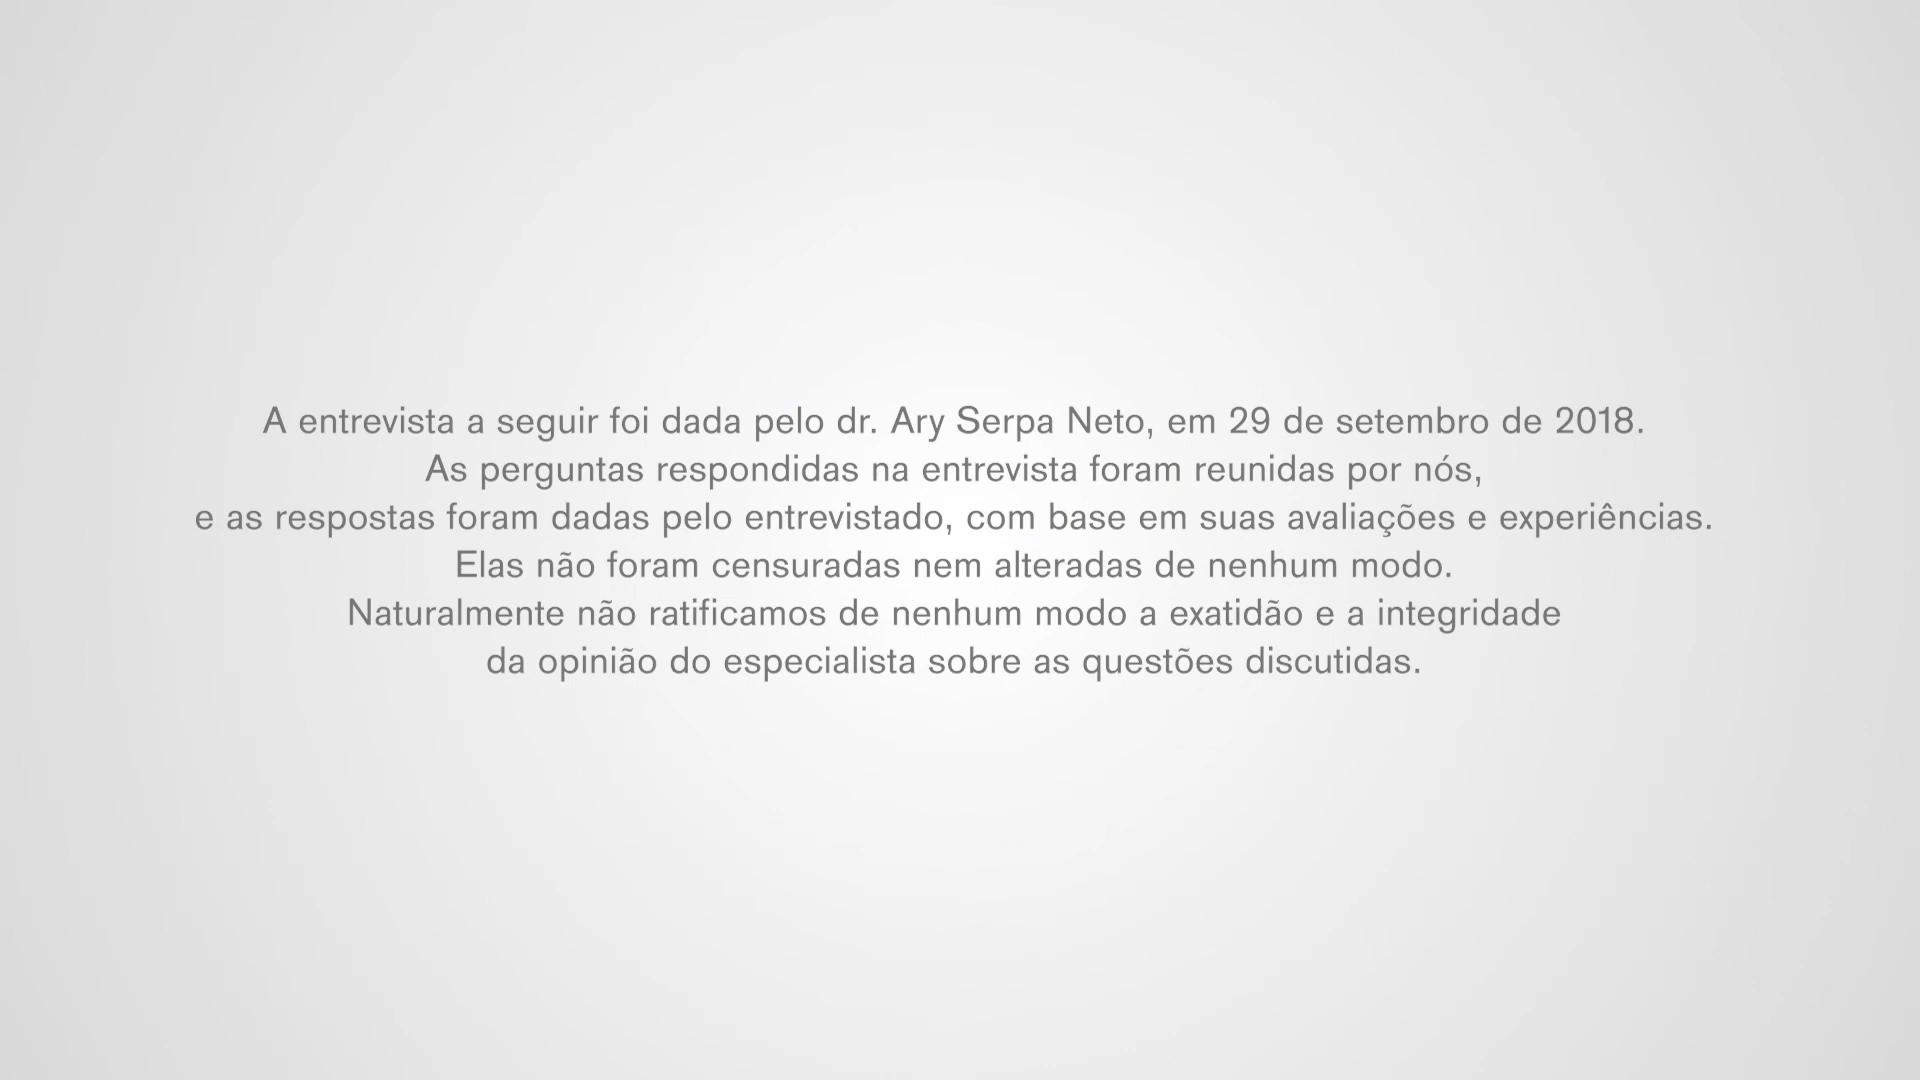 A entrevista a seguir foi dada pelo dr. Ary Serpa Neto, em 29 de setembro de 2018.
As perguntas respondidas na entrevista foram reunidas por nós,
e as respostas foram dadas pelo entrevistado, com base em suas avaliações e experiências.
Elas não foram censuradas nem alteradas de nenhum modo.
Naturalmente não ratificamos de nenhum modo a exatidão e a integridade
da opinião do especialista sobre as questões discutidas.